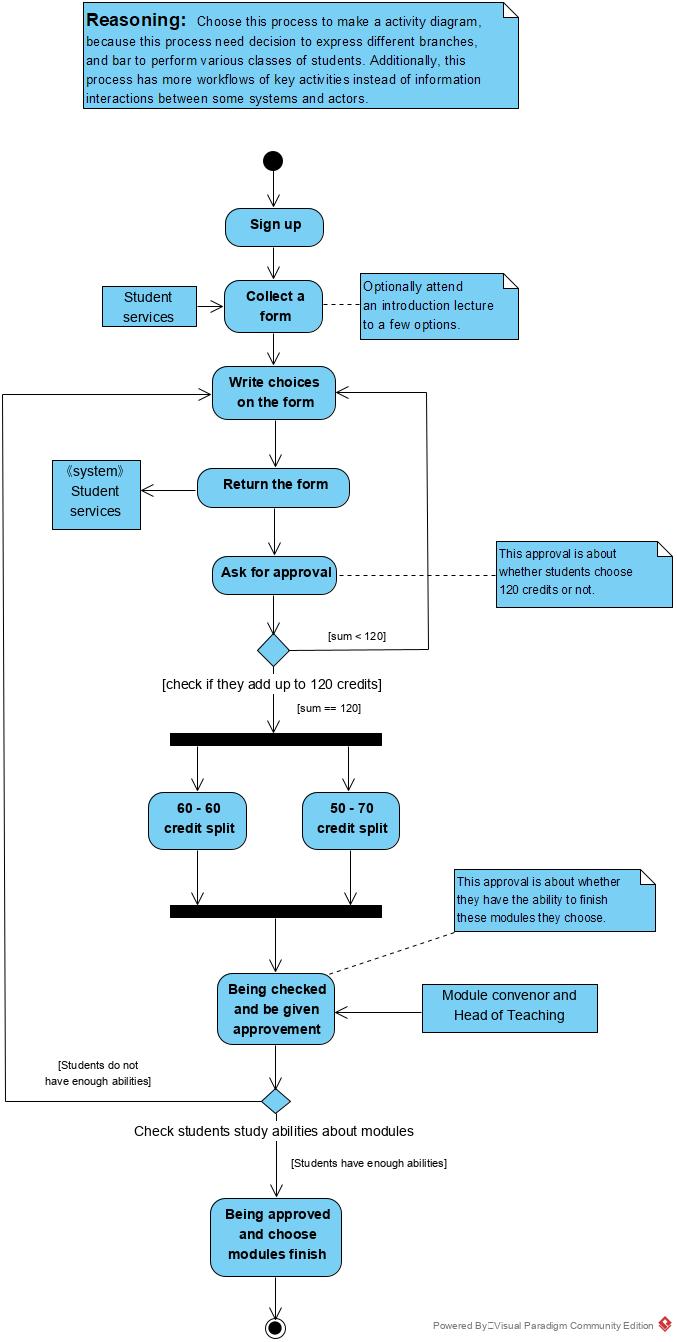 Reasoning: Choose this process to make a activity diagram,
because this process need decision to express different branches,
and bar to perform various classes of students. Additionally, this
process has more workflows of key activities instead of information
interactions between some systems and actors.
Sign up
Student
services
Collect a
form
Optionally attend
an introduction lecture
to a few options.
Write choices
on the form
《system》
Student
services
Return the form
Ask for approval
This approval is about
whether students choose
120 credits or not.
[sum < 120]
[check if they add up to 120 credits]
[sum == 120]
60 - 60
credit split
50 - 70
credit split
This approval is about whether
they have the ability to finish
these modules they choose.
Being checked
and be given
approvement
Module convenor and
Head of Teaching
[Students do not
have enough abilities]
Check students study abilities about modules
[Students have enough abilities]
Being approved
and choose
modules finish
Powered By Visual Paradigm Community Edition